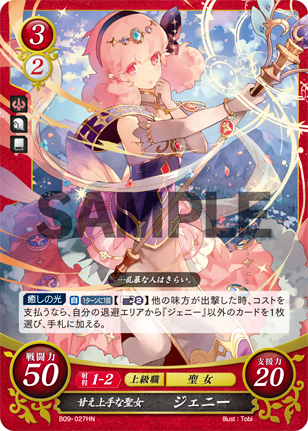 3
2
SAMPLE
…乱暴な人はきらい。
癒しの光 自 1ターンに1回 【2】他の味方が出撃した時、コストを
支払うなら、自分の退避エリアから『ジェニー』以外のカードを1枚
選び、手札に加える。
戦闘力
50
射程 1-2 上級職 聖女
支援力
20
甘え上手な聖女 ジェニー
B09-027HN
Illust : Tobi